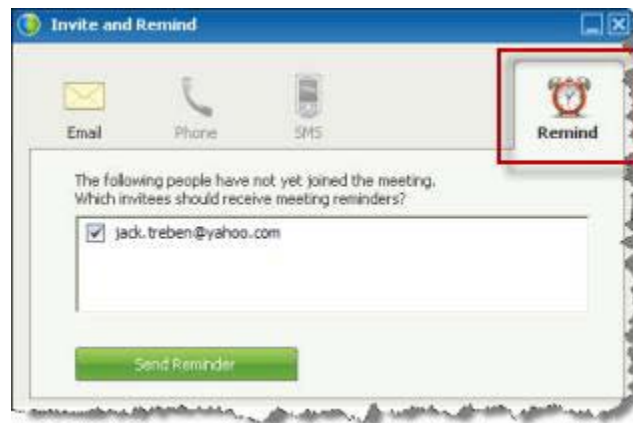 Invite and Remind
Email
Phone
SMS
Remind
The following people have not yet joined the meeting.
Which invitees should receive meeting reminders?
jack.treben@yahoo.com
Send Reminder